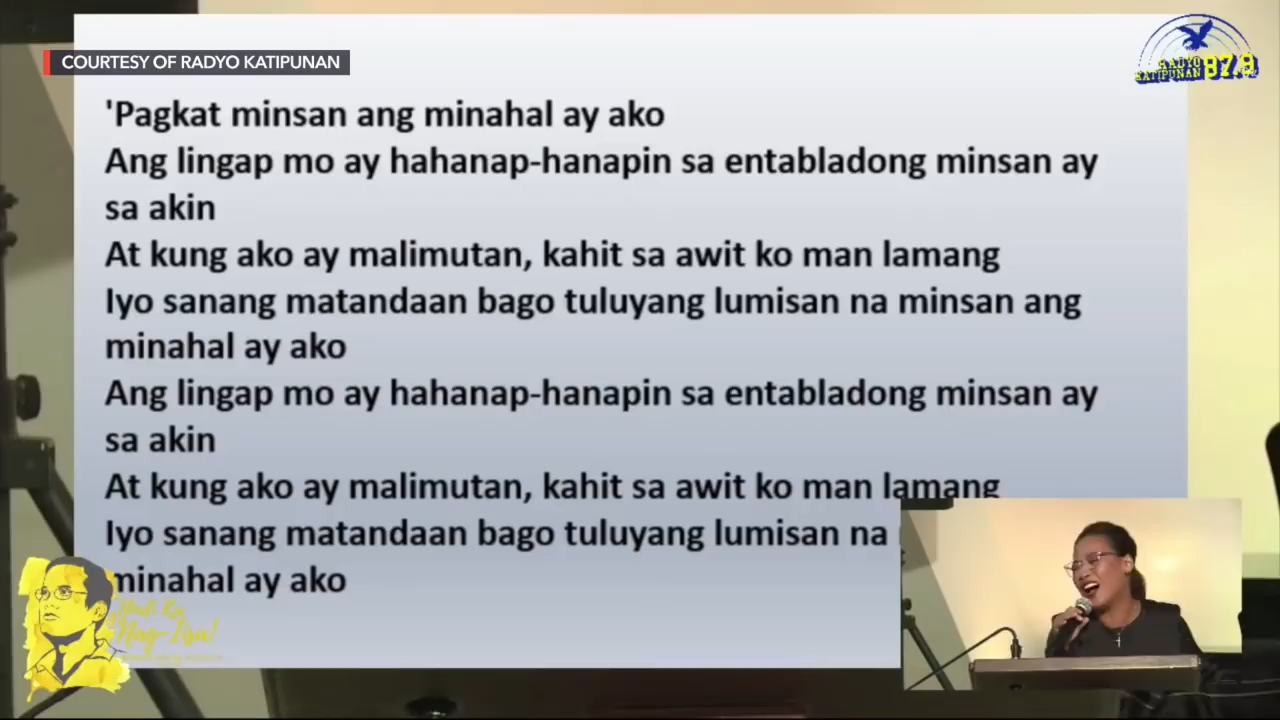 COURTESY OF RADYO KATIPUNAN
RADYO
KATIPUNAN 87.9
'Pagkat minsan ang minahal ay ako
Ang lingap mo ay hahanap-hanapin sa entabladong minsan ay
sa akin
At kung ako ay malimutan, kahit sa awit ko man lamang
Iyo sanang matandaan bago tuluyang lumisan na minsan ang
minahal ay ako
Ang lingap mo ay hahanap-hanapin sa entabladong minsan ay
sa akin
At kung ako ay malimutan, kahit sa awit ko man lamang
Iyo sanang matandaan bago tuluyang lumisan na
minahal ay ako
Hindi Ka
Nag-Iisa!